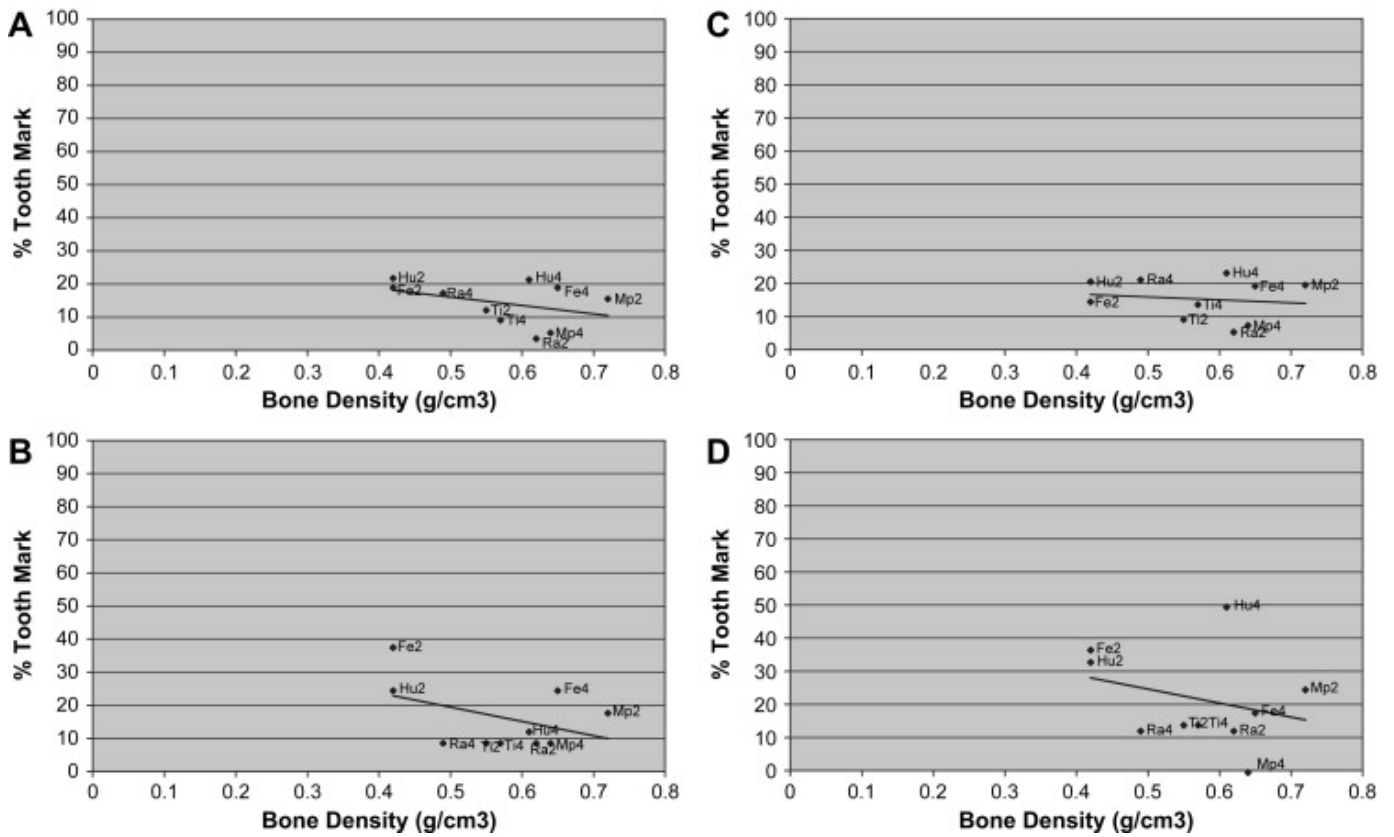 A
% Tooth Mark
100
90
80
70
60
50
40
30
20
10
0
Hu2
Fe2
Ra4
Hu4
Fe4
Mp2
Ti2
Ti4
Mp4
Ra2
0 0.1 0.2 0.3 0.4 0.5 0.6 0.7 0.8
Bone Density (g/cm3)
C
% Tooth Mark
100
90
80
70
60
50
40
30
20
10
0
Hu2
Ra4
Hu4
Fe4
Mp2
Fe2
Ti4
Ti2
Mp4
Ra2
0 0.1 0.2 0.3 0.4 0.5 0.6 0.7 0.8
Bone Density (g/cm3)
B
% Tooth Mark
100
90
80
70
60
50
40
30
20
10
0
Fe2
Hu2
Fe4
Mp2
Hu4
Ra4
Ti2
Ti4
Ra2
Mp4
0 0.1 0.2 0.3 0.4 0.5 0.6 0.7 0.8
Bone Density (g/cm3)
D
% Tooth Mark
100
90
80
70
60
50
40
30
20
10
0
Hu4
Fe2
Hu2
Mp2
Fe4
Ra4
Ti2
Ti4
Ra2
Mp4
0 0.1 0.2 0.3 0.4 0.5 0.6 0.7 0.8
Bone Density (g/cm3)